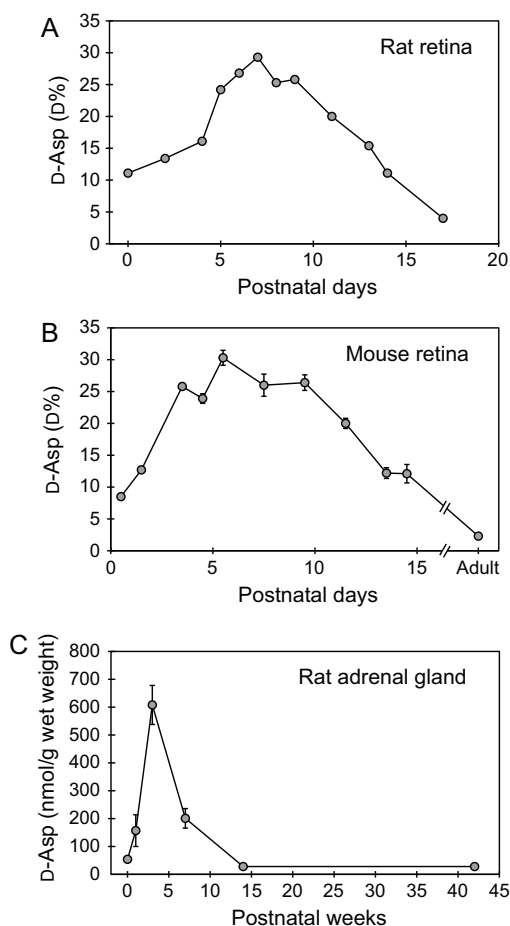 A
Rat retina
D-Asp (D%)
35
30
25
20
15
10
5
0
0 5 10 15 20
Postnatal days
B
Mouse retina
D-Asp (D%)
35
30
25
20
15
10
5
0
0 5 10 15 Adult
Postnatal days
C
Rat adrenal gland
D-Asp (nmol/g wet weight)
800
700
600
500
400
300
200
100
0
0 5 10 15 20 25 30 35 40 45
Postnatal weeks